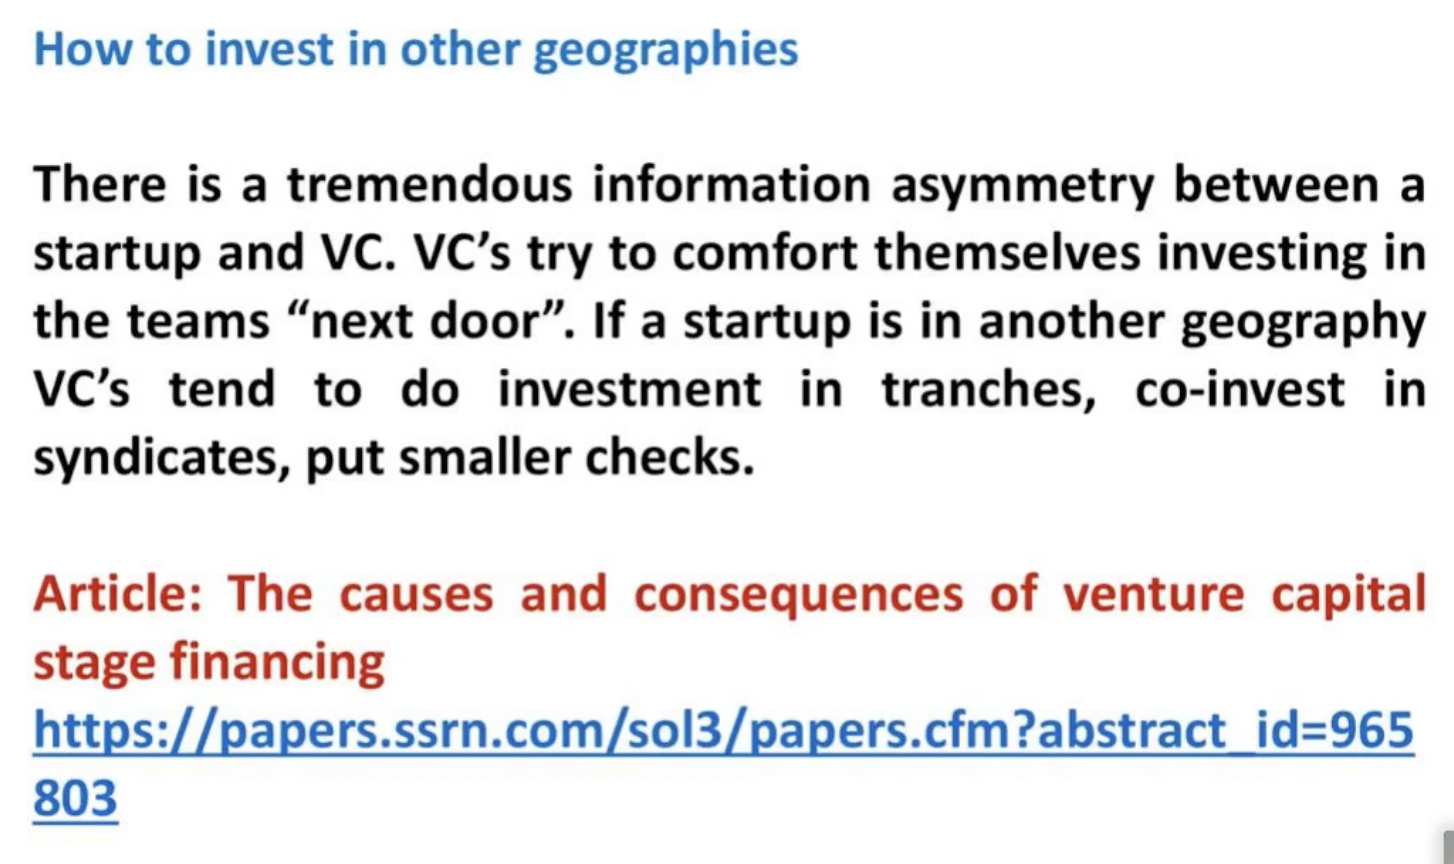 How to invest in other geographies
There is a tremendous information asymmetry between a
startup and VC. VC’s try to comfort themselves investing in
the teams “next door”. If a startup is in another geography
VC’s tend to do investment in tranches, co-invest in
syndicates, put smaller checks.
Article: The causes and consequences of venture capital
stage financing
https://papers.ssrn.com/sol3/papers.cfm?abstract_id=965
803